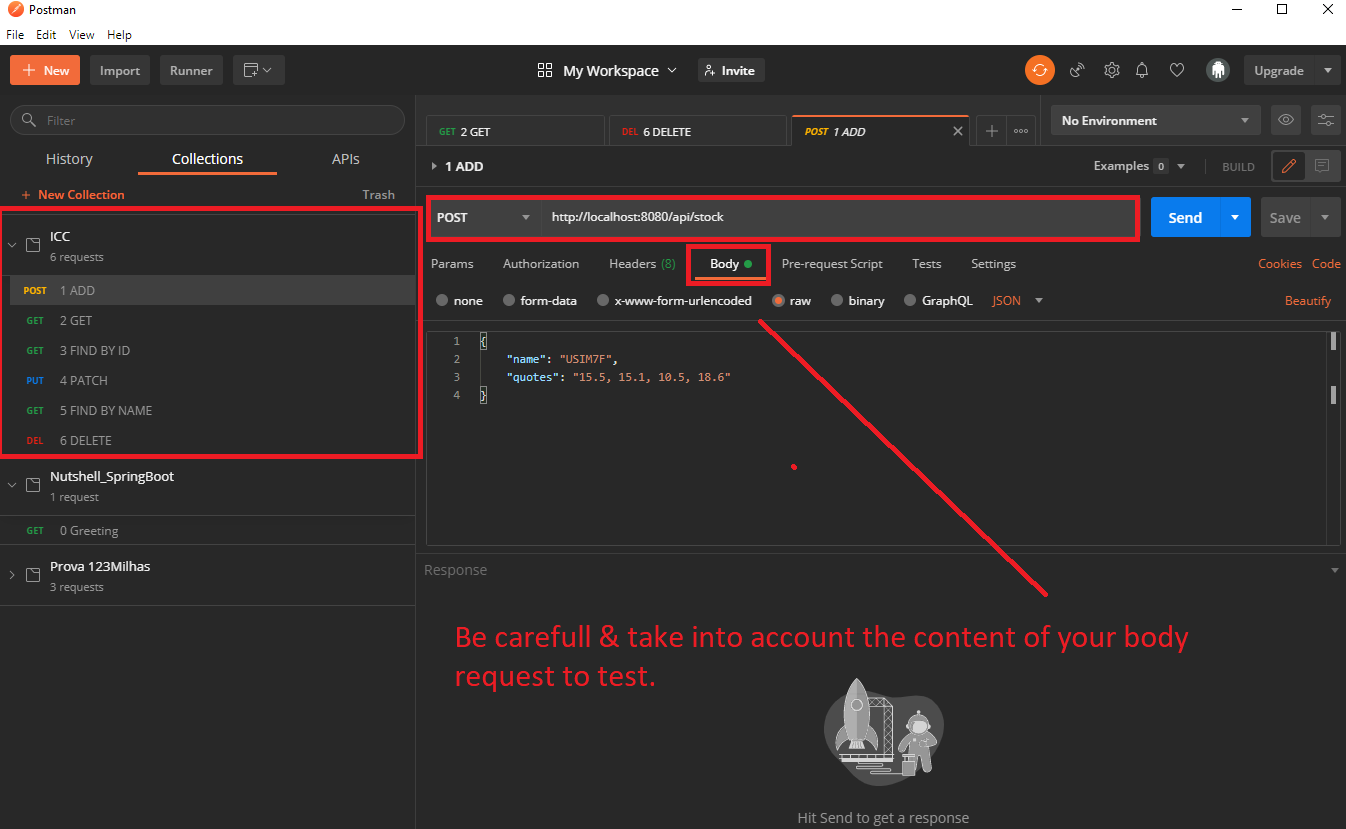 Postman
File Edit View Help
New Import Runner My Workspace Invite Upgrade
Filter
History Collections APIs
New Collection Trash
ICC
6 requests
POST 1 ADD
GET 2 GET
GET 3 FIND BY ID
PUT 4 PATCH
GET 5 FIND BY NAME
DEL 6 DELETE
Nutshell_SpringBoot
1 request
GET 0 Greeting
Prova 123Milhas
3 requests
GET 2 GET DEL 6 DELETE POST 1 ADD No Environment
1 ADD Examples 0 BUILD
POST http://localhost:8080/api/stock Send Save
Params Authorization Headers (8) Body Pre-request Script Tests Settings Cookies Code
none form-data x-www-form-urlencoded raw binary GraphQL JSON Beautify
1 {
2 "name": "USIM7F",
3 "quotes": "15.5, 15.1, 10.5, 18.6"
4 }
Response
Be carefull & take into account the content of your body
request to test.
Hit Send to get a response